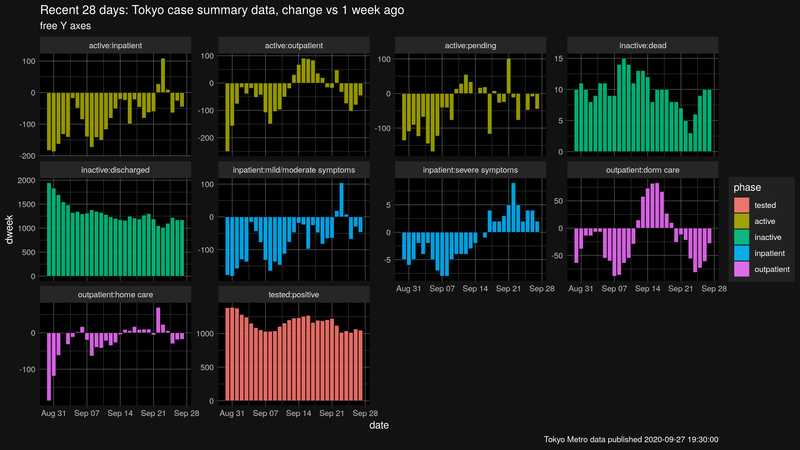 Recent 28 days: Tokyo case summary data, change vs 1 week ago
free Y axes
active:inpatient
active:outpatient
active:pending
inactive:dead
100
0
-100
-200
100
0
-100
-200
100
0
-100
15
10
5
0
inactive:discharged
inpatient:mild/moderate symptoms
inpatient:severe symptoms
outpatient:dorm care
2000
1500
1000
500
0
100
0
-100
5
0
-5
50
0
-50
Aug 31 Sep 07 Sep 14 Sep 21 Sep 28
Aug 31 Sep 07 Sep 14 Sep 21 Sep 28
outpatient:home care
tested:positive
0
-100
1000
500
0
Aug 31 Sep 07 Sep 14 Sep 21 Sep 28
Aug 31 Sep 07 Sep 14 Sep 21 Sep 28
dweek
date
phase
tested
active
inactive
inpatient
outpatient
Tokyo Metro data published 2020-09-27 19:30:00